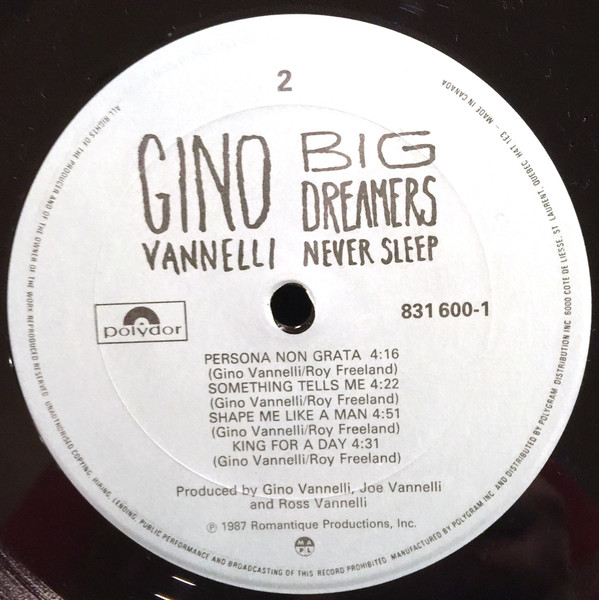 2
GINO
VANNELLI
BIG
DREAMERS
NEVER SLEEP
polydor
831 600-1
PERSONA NON GRATA 4:16
(Gino Vannelli/Roy Freeland)
SOMETHING TELLS ME 4:22
(Gino Vannelli/Roy Freeland)
SHAPE ME LIKE A MAN 4:51
(Gino Vannelli/Roy Freeland)
KING FOR A DAY 4:31
(Gino Vannelli/Roy Freeland)
Produced by Gino Vannelli, Joe Vannelli
and Ross Vannelli
℗ 1987 Romantique Productions, Inc.
M A P L
ALL RIGHTS OF THE PRODUCER AND OF THE OWNER OF THE WORK REPRODUCED RESERVED. UNAUTHORISED COPYING, HIRING, LENDING, PUBLIC PERFORMANCE AND BROADCASTING OF THIS RECORD PROHIBITED. MANUFACTURED BY POLYGRAM INC AND DISTRIBUTED BY POLYGRAM DISTRIBUTION INC 6000 COTE DE LIESSE, ST. LAURENT, QUEBEC H4T 1E3 – MADE IN CANADA